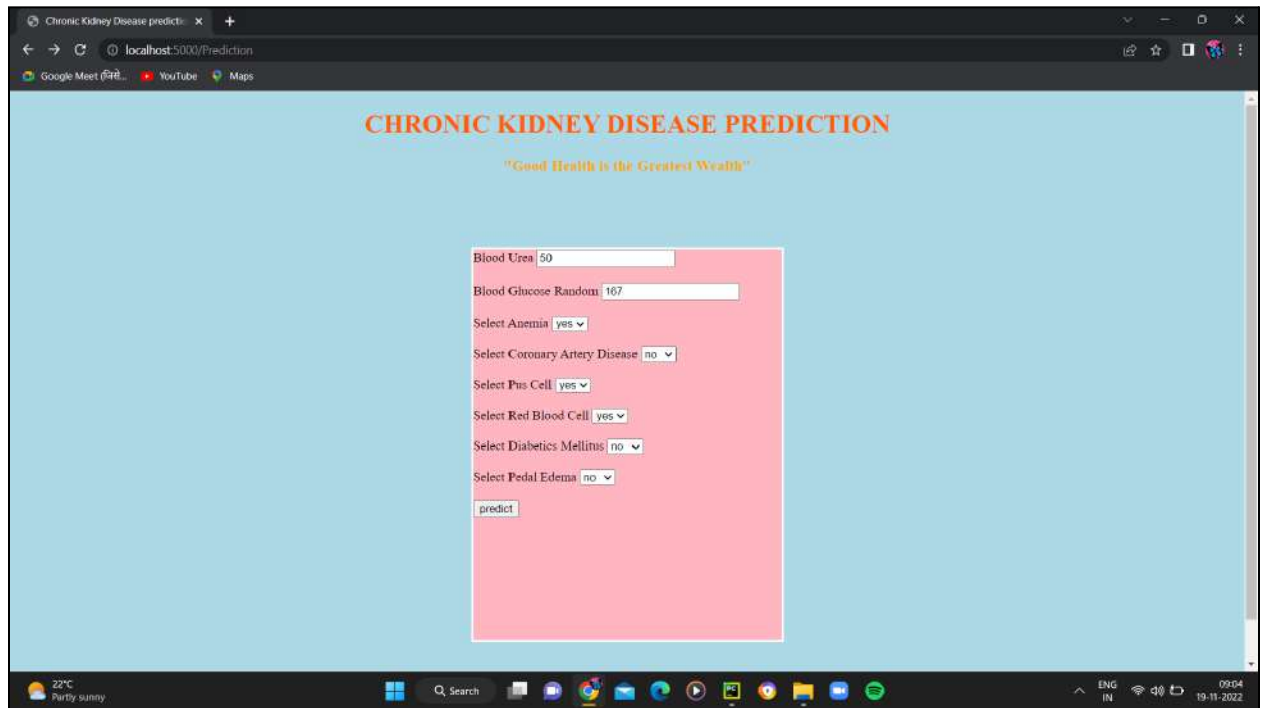 Chronic Kidney Disease predictio
localhost:5000/Prediction
Google Meet (जिसे... YouTube Maps
CHRONIC KIDNEY DISEASE PREDICTION
"Good Health is the Greatest Wealth"
Blood Urea 50
Blood Glucose Random 167
Select Anemia yes
Select Coronary Artery Disease no
Select Pus Cell yes
Select Red Blood Cell yes
Select Diabetics Mellitus no
Select Pedal Edema no
predict
22°C
Partly sunny
Search
PC
ENG
IN
09:04
19-11-2022